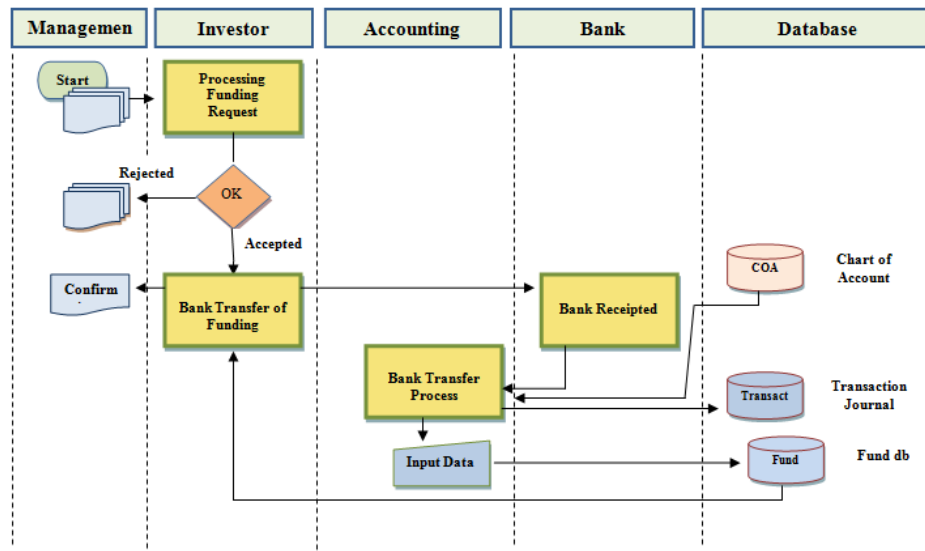 Managemen
Investor
Accounting
Bank
Database
Start
Processing
Funding
Request
Rejected
OK
Accepted
Confirm
.
Bank Transfer of
Funding
Bank Receipted
COA
Chart of
Account
Bank Transfer
Process
Transact
Transaction
Journal
Input Data
Fund
Fund db